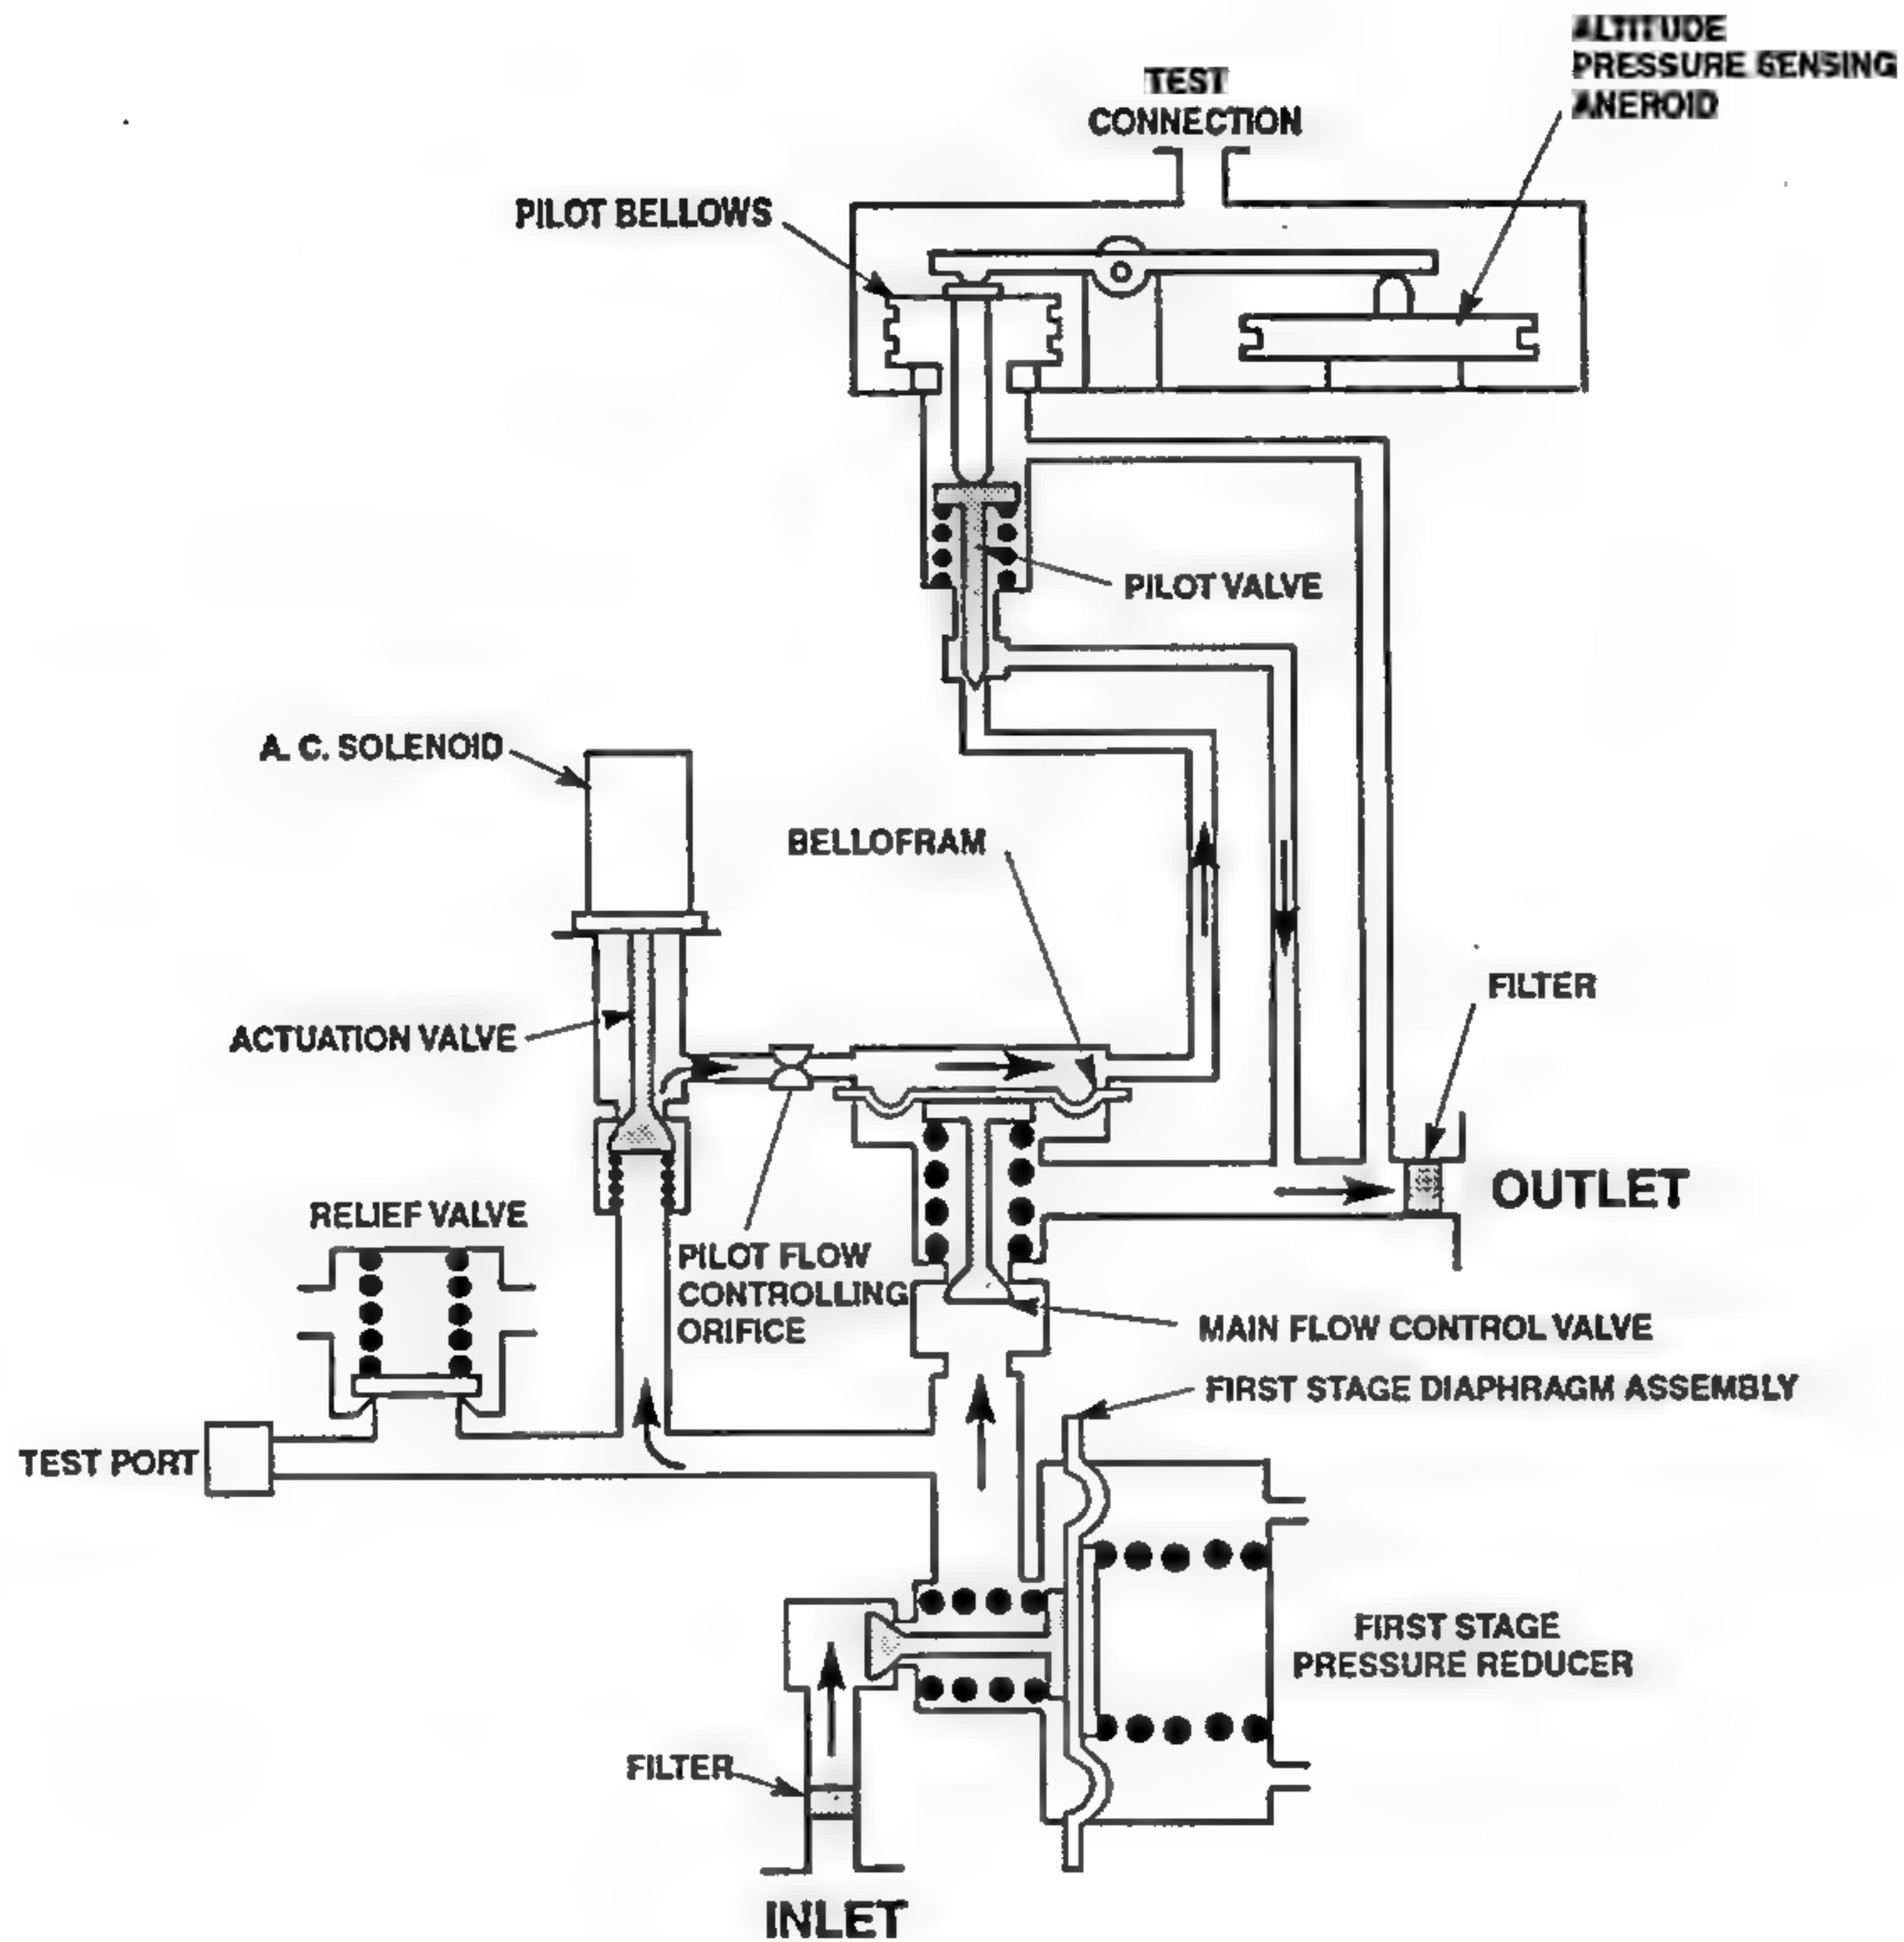 ALTITUDE
PRESSURE SENSING
ANEROID
TEST
CONNECTION
PILOT BELLOWS
PILOT VALVE
A. C. SOLENOID
BELLOFRAM
FILTER
ACTUATION VALVE
OUTLET
RELIEF VALVE
PILOT FLOW
CONTROLLING
ORIFICE
MAIN FLOW CONTROL VALVE
FIRST STAGE DIAPHRAGM ASSEMBLY
TEST PORT
FIRST STAGE
PRESSURE REDUCER
FILTER
INLET